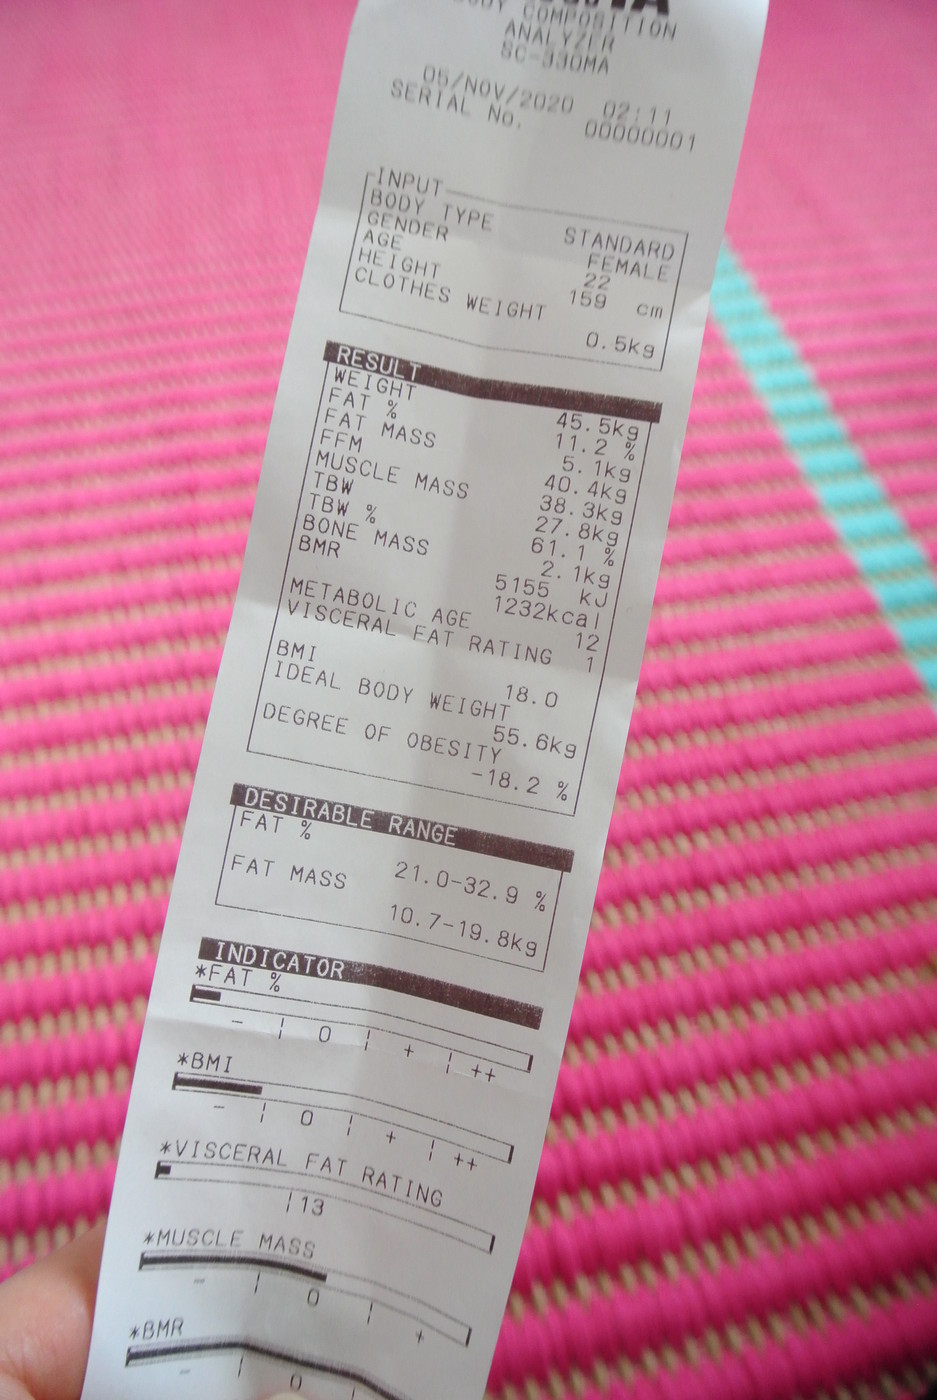 BODY COMPOSITION
ANALYZER
SC-330MA
05/NOV/2020 02:11
SERIAL No. 00000001
INPUT
BODY TYPE STANDARD
GENDER FEMALE
AGE 22
HEIGHT 159 cm
CLOTHES WEIGHT
0.5kg
RESULT
WEIGHT 45.5kg
FAT % 11.2 %
FAT MASS 5.1kg
FFM 40.4kg
MUSCLE MASS 38.3kg
TBW 27.8kg
TBW % 61.1 %
BONE MASS 2.1kg
BMR 5155 kJ
1232kcal
METABOLIC AGE 12
VISCERAL FAT RATING 1
BMI 18.0
IDEAL BODY WEIGHT
55.6kg
DEGREE OF OBESITY
-18.2 %
DESIRABLE RANGE
FAT %
21.0-32.9 %
FAT MASS
10.7-19.8kg
INDICATOR
*FAT %
- ¦ 0 ¦ + ¦ ++
*BMI
- ¦ 0 ¦ + ¦ ++
*VISCERAL FAT RATING
¦13
*MUSCLE MASS
- ¦ 0 ¦ +
*BMR
- ¦ 0 ¦